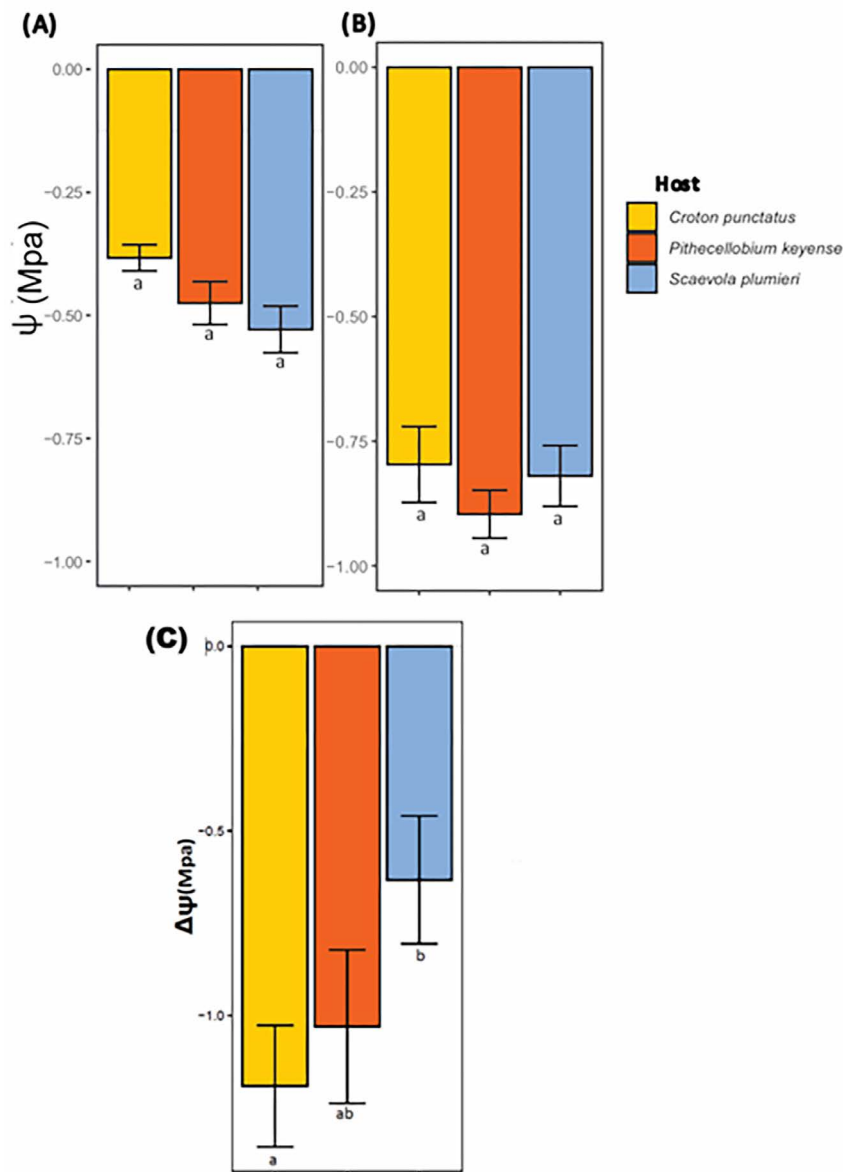 (A)
(B)
0.00
−0.25
−0.50
−0.75
−1.00
ψ (Mpa)
a
a
a
0.00
−0.25
−0.50
−0.75
−1.00
a
a
a
Host
Croton punctatus
Pithecellobium keyense
Scaevola plumieri
(C)
0.0
−0.5
−1.0
Δψ(Mpa)
a
ab
b